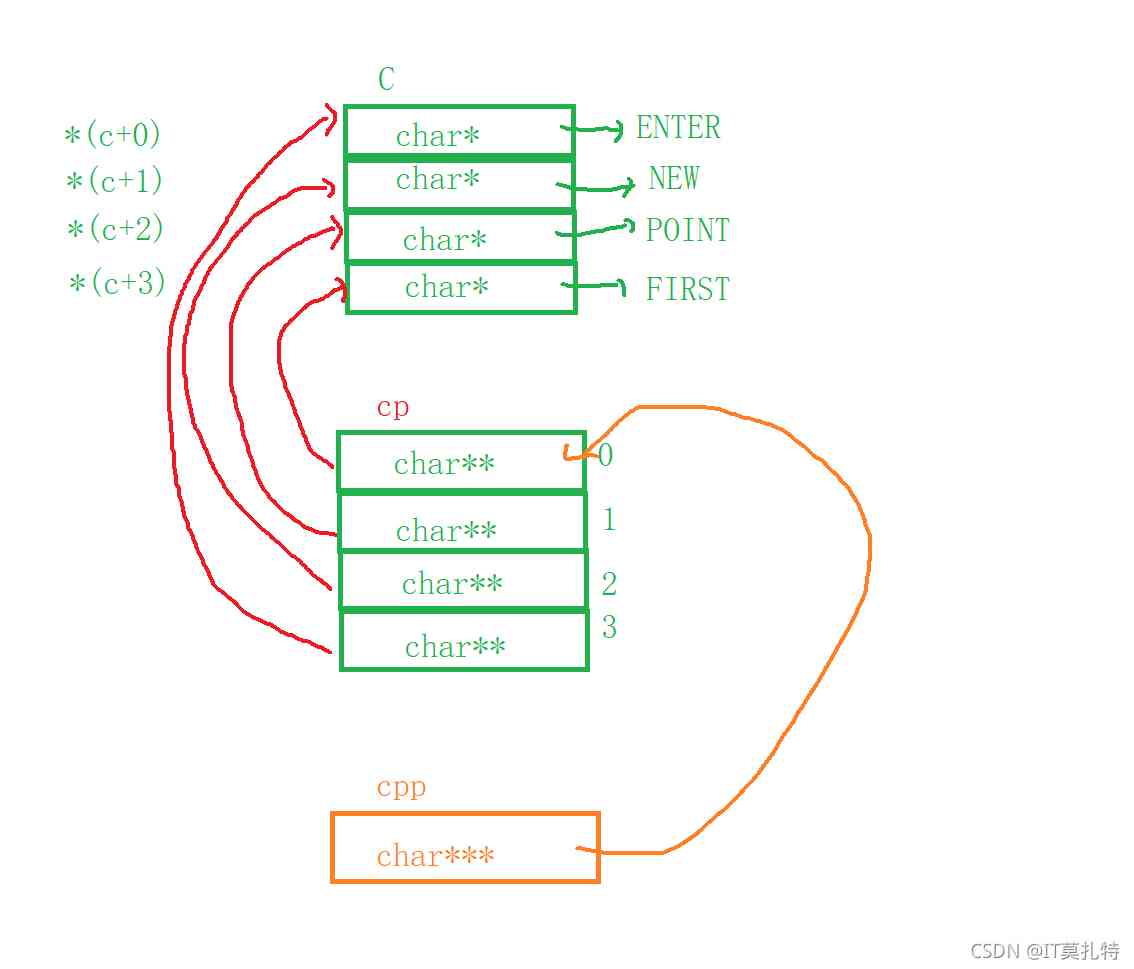 C
*(c+0) char* ENTER
*(c+1) char* NEW
*(c+2) char* POINT
*(c+3) char* FIRST
cp
char** 0
char** 1
char** 2
char** 3
cpp
char***
CSDN @IT莫扎特